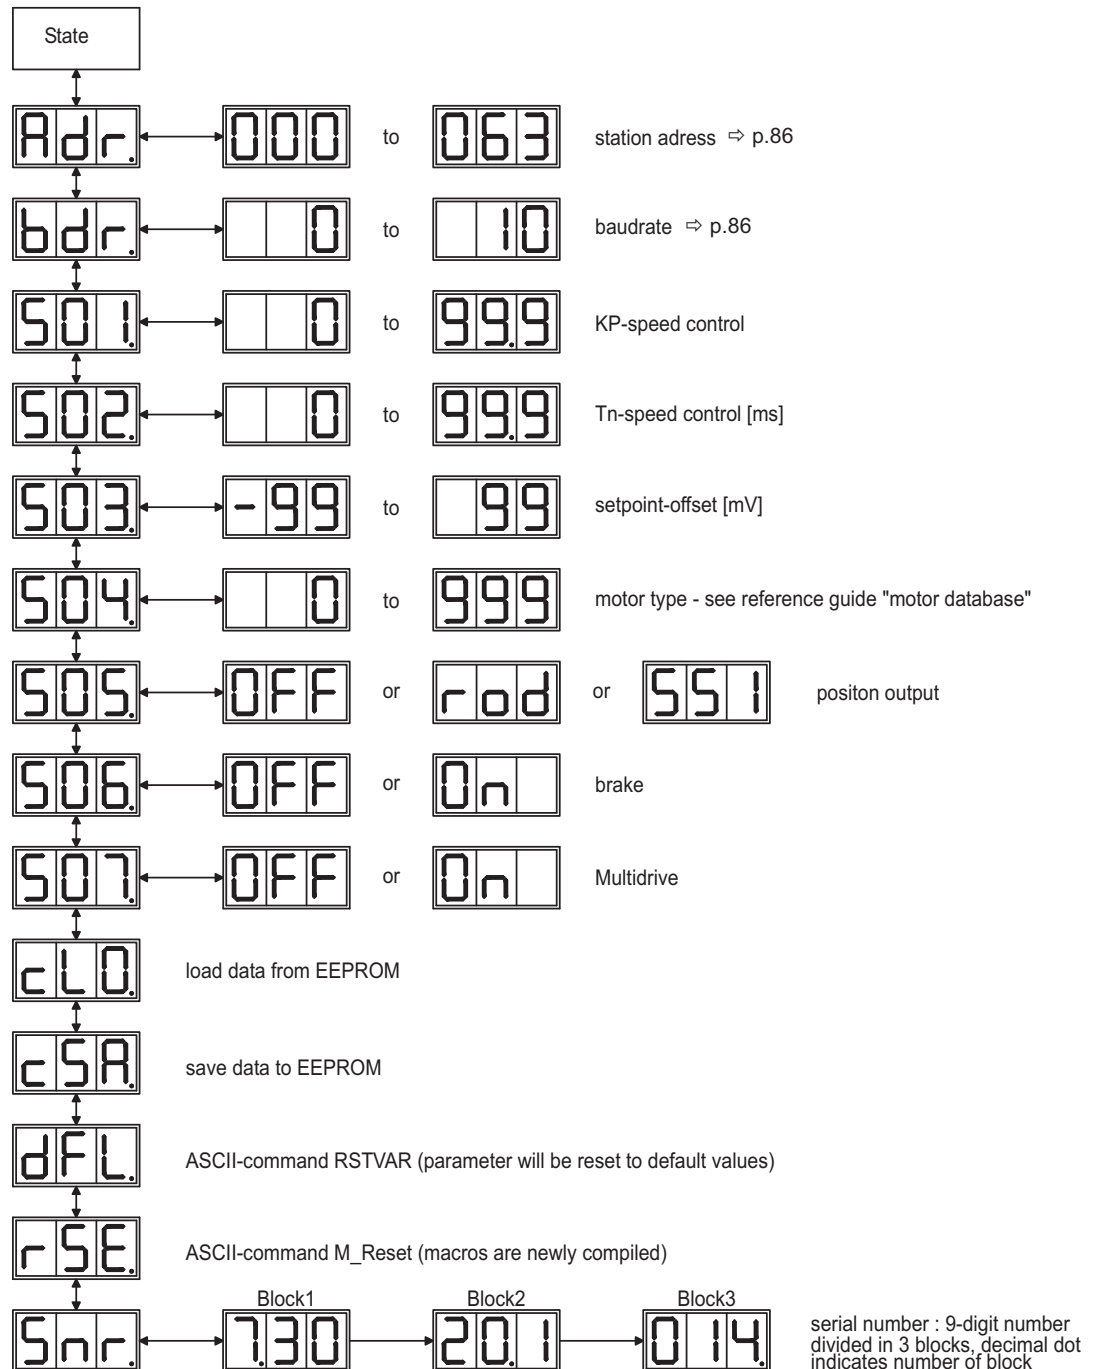 State
Adr. 000 to 063 station adress ⇨ p.86
bdr. 0 to 10 baudrate ⇨ p.86
S01. 0 to 99.9 KP-speed control
S02. 0 to 99.9 Tn-speed control [ms]
S03. -99 to 99 setpoint-offset [mV]
S04. 0 to 999 motor type - see reference guide "motor database"
S05. OFF or rod or SSI positon output
S06. OFF or On brake
S07. OFF or On Multidrive
cLO. load data from EEPROM
cSA. save data to EEPROM
dFL. ASCII-command RSTVAR (parameter will be reset to default values)
rSE. ASCII-command M_Reset (macros are newly compiled)
Block1 Block2 Block3
Snr. 7.30 20.1 014. serial number : 9-digit number
divided in 3 blocks, decimal dot
indicates number of block